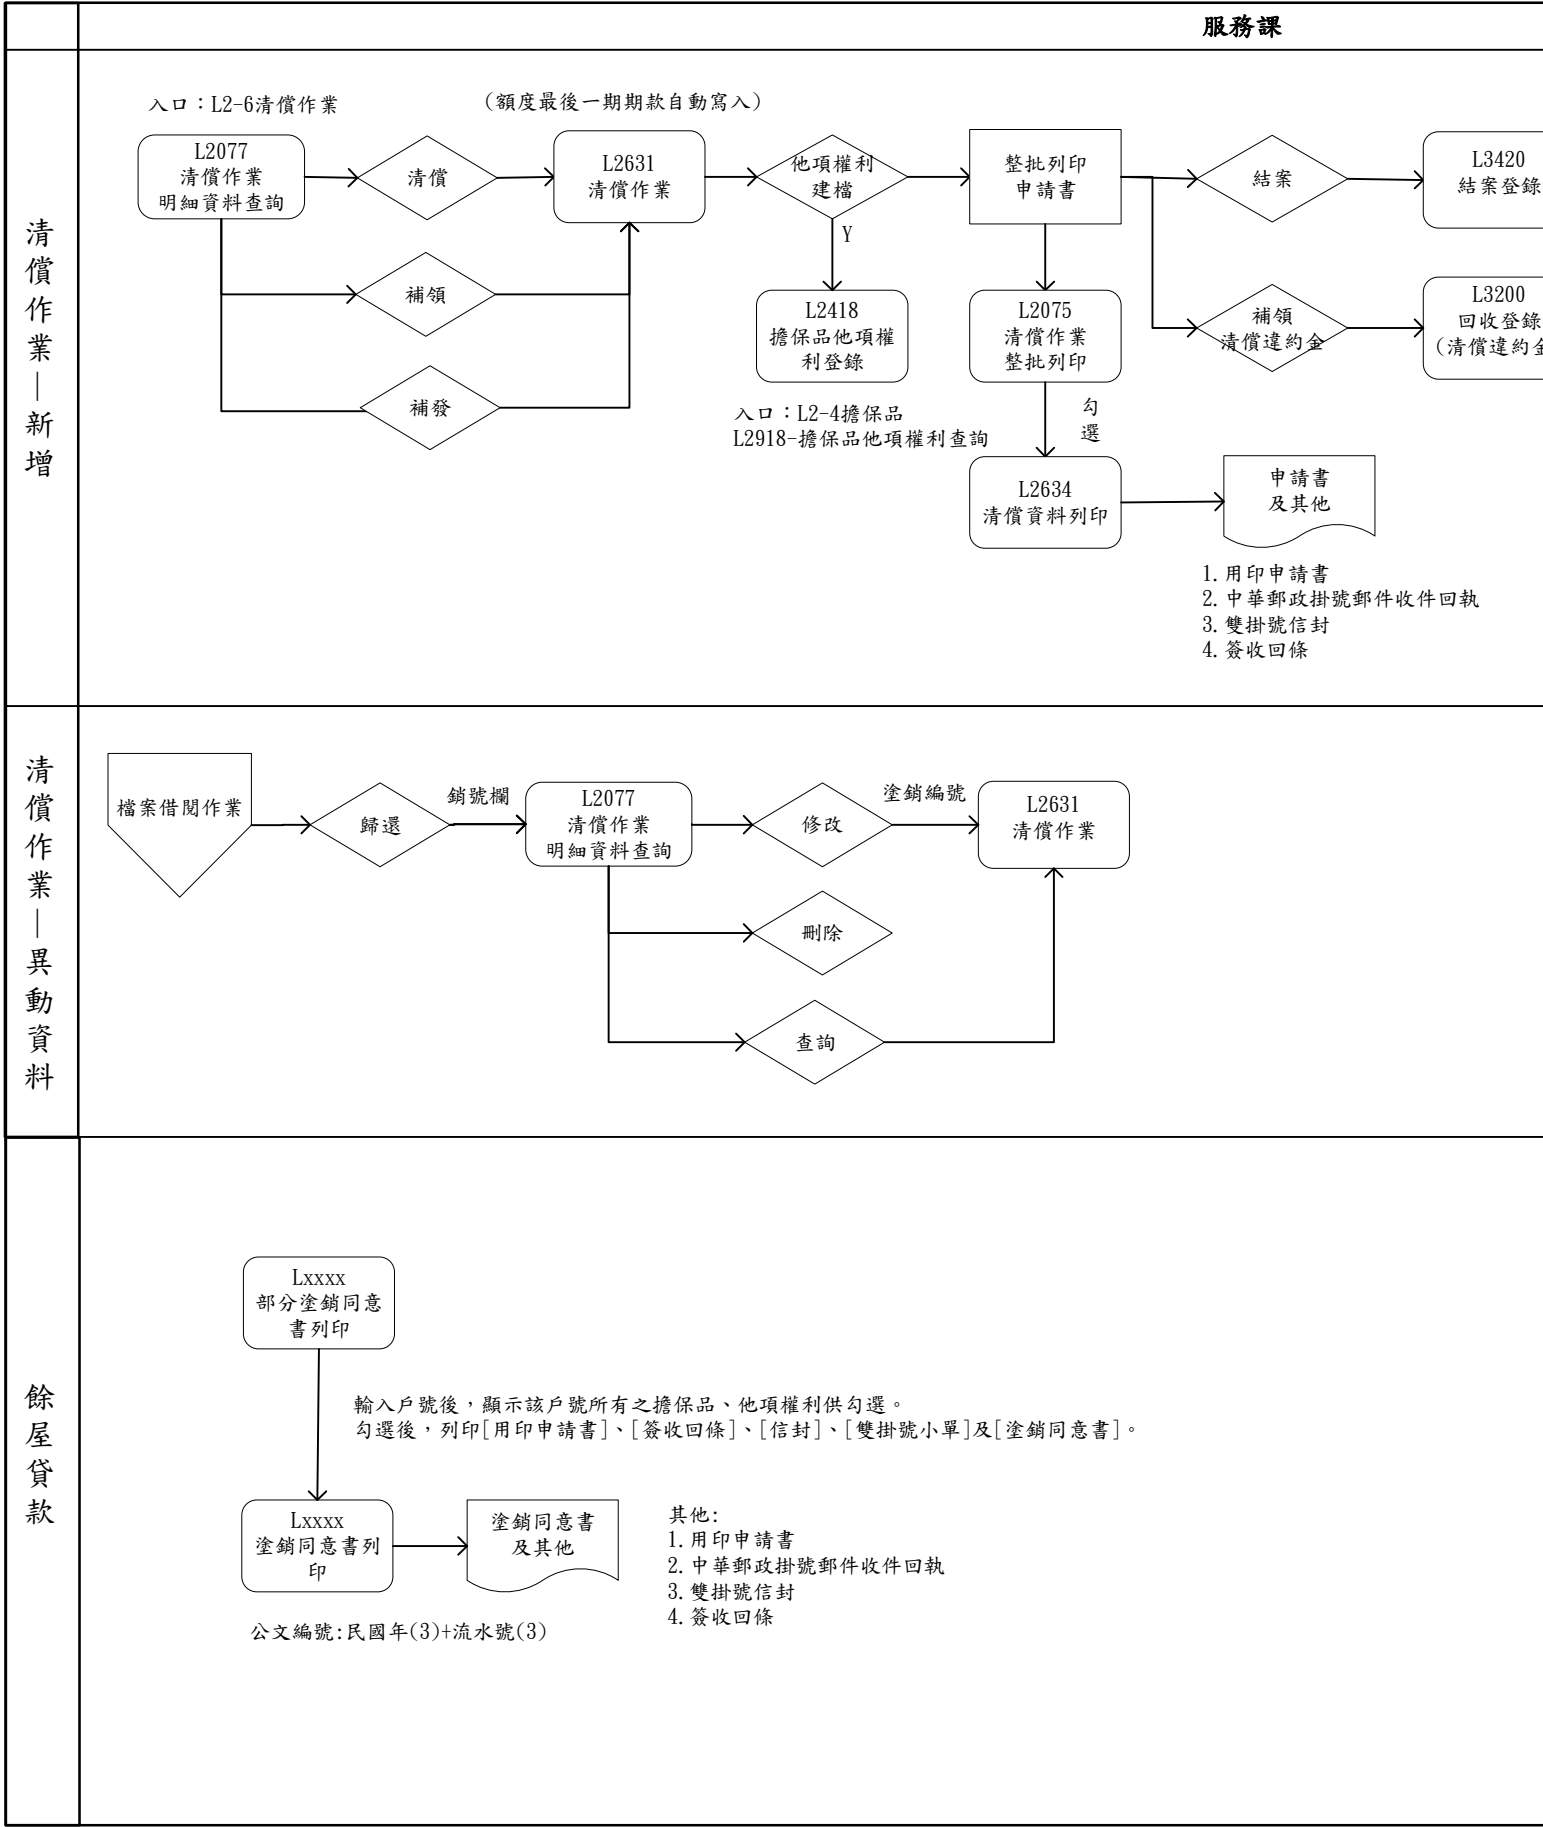 服務課
清償作業—新增
入口：L2-6清償作業
(額度最後一期期款自動寫入)
L2077
清償作業
明細資料查詢
清償
L2631
清償作業
他項權利
建檔
整批列印
申請書
結案
L3420
結案登錄
Y
補領
L2418
擔保品他項權
利登錄
L2075
清償作業
整批列印
補領
清償違約金
L3200
回收登錄
(清償違約金
補發
入口：L2-4擔保品
L2918-擔保品他項權利查詢
勾
選
L2634
清償資料列印
申請書
及其他
1.用印申請書
2.中華郵政掛號郵件收件回執
3.雙掛號信封
4.簽收回條
清償作業—異動資料
檔案借閱作業
歸還
銷號欄
L2077
清償作業
明細資料查詢
修改
塗銷編號
L2631
清償作業
刪除
查詢
餘屋貸款
Lxxxx
部分塗銷同意
書列印
輸入戶號後，顯示該戶號所有之擔保品、他項權利供勾選。
勾選後，列印[用印申請書]、[簽收回條]、[信封]、[雙掛號小單]及[塗銷同意書]。
Lxxxx
塗銷同意書列
印
塗銷同意書
及其他
其他:
1.用印申請書
2.中華郵政掛號郵件收件回執
3.雙掛號信封
4.簽收回條
公文編號:民國年(3)+流水號(3)